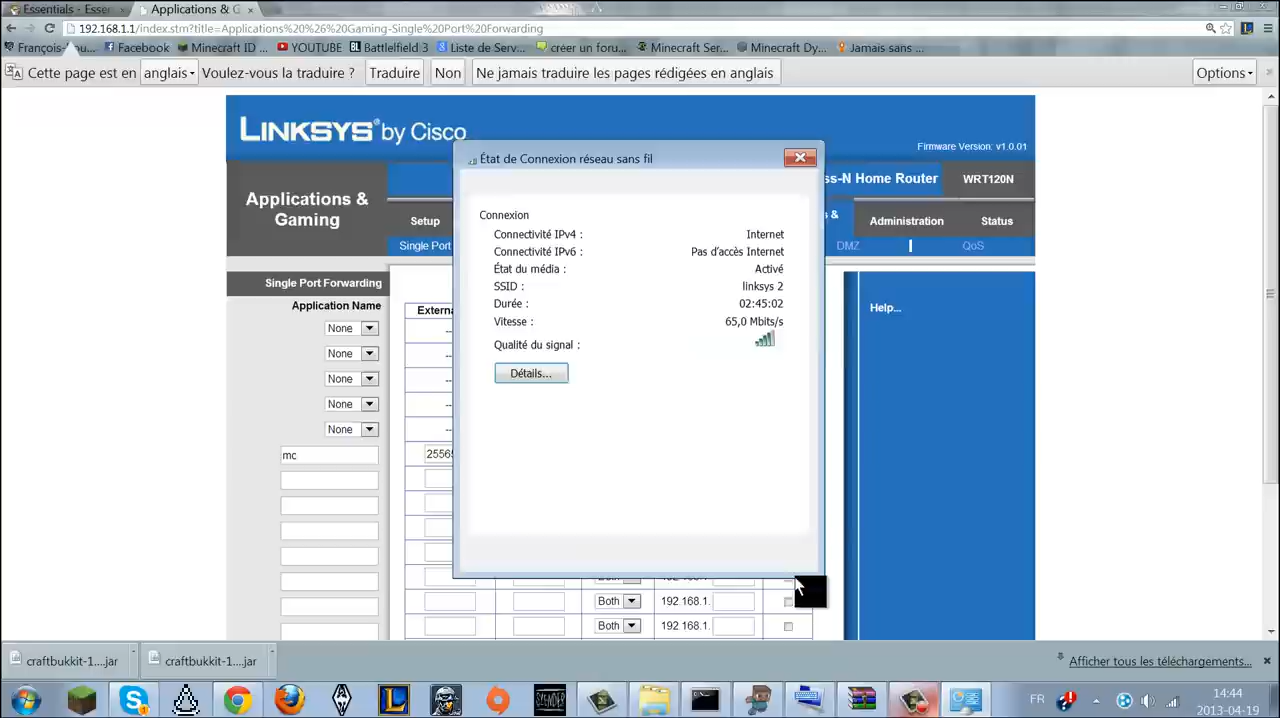 Essentials - Esse
Applications & G
192.168.1.1/index.stm?title=Applications%20%26%20Gaming-Single%20Port%20Forwarding
François-...u...
Facebook
Minecraft ID ...
YOUTUBE
Battlefield 3
Liste de Serv...
créer un foru...
Minecraft Ser...
Minecraft Dy...
Jamais sans ...
Cette page est en anglais Voulez-vous la traduire ? Traduire Non Ne jamais traduire les pages rédigées en anglais Options
LINKSYS® by Cisco
Firmware Version: v1.0.01
État de Connexion réseau sans fil
ss-N Home Router
WRT120N
Applications & Gaming
Setup
s &
Administration
Status
Single Port
DMZ
QoS
Connexion
Connectivité IPv4 : Internet
Connectivité IPv6 : Pas d'accès Internet
État du média : Activé
SSID : linksys 2
Durée : 02:45:02
Vitesse : 65,0 Mbits/s
Qualité du signal :
Détails...
Single Port Forwarding
Application Name
Externa
Help...
None --
None --
None --
None --
None --
mc 2556
Both 192.168.1.
Both 192.168.1.
Both 192.168.1.
craftbukkit-1....jar
craftbukkit-1....jar
Afficher tous les téléchargements...
FR
14:44
2013-04-19